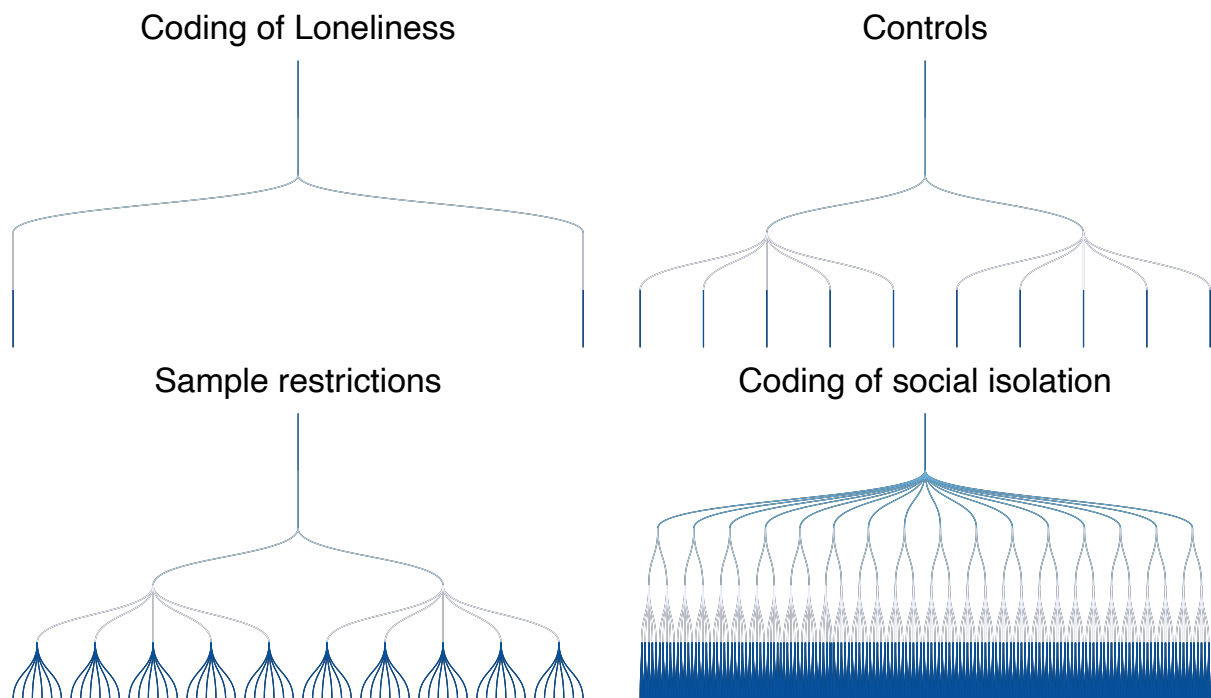 Coding of Loneliness
Controls
Sample restrictions
Coding of social isolation